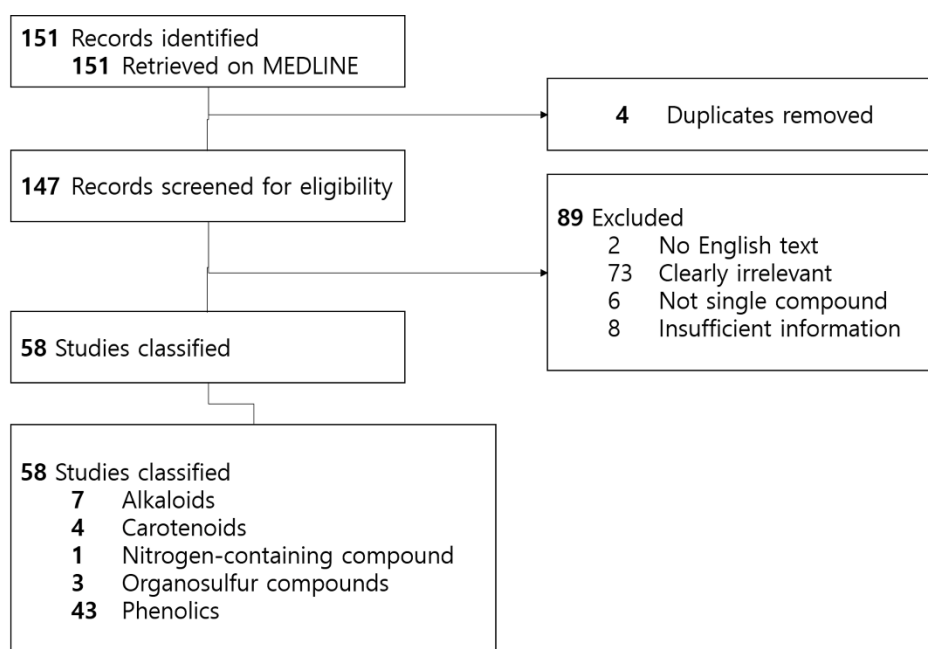 151 Records identified
151 Retrieved on MEDLINE
4 Duplicates removed
147 Records screened for eligibility
89 Excluded
2 No English text
73 Clearly irrelevant
6 Not single compound
8 Insufficient information
58 Studies classified
58 Studies classified
7 Alkaloids
4 Carotenoids
1 Nitrogen-containing compound
3 Organosulfur compounds
43 Phenolics